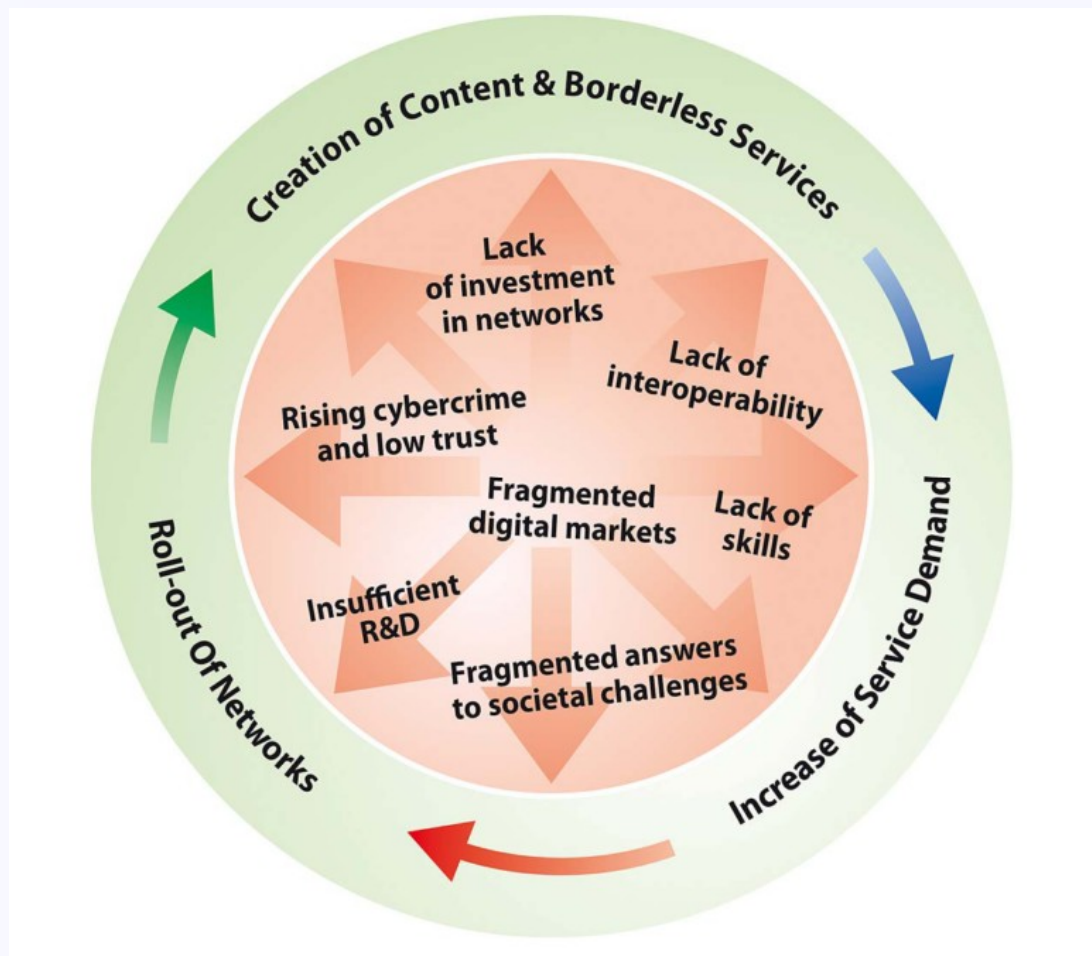 Creation of Content & Borderless Services
Lack
of investment
in networks
Lack of
interoperability
Rising cybercrime
and low trust
Fragmented
digital markets
Lack of
skills
Insufficient
R&D
Fragmented answers
to societal challenges
Increase of Service Demand
Roll-out Of Networks